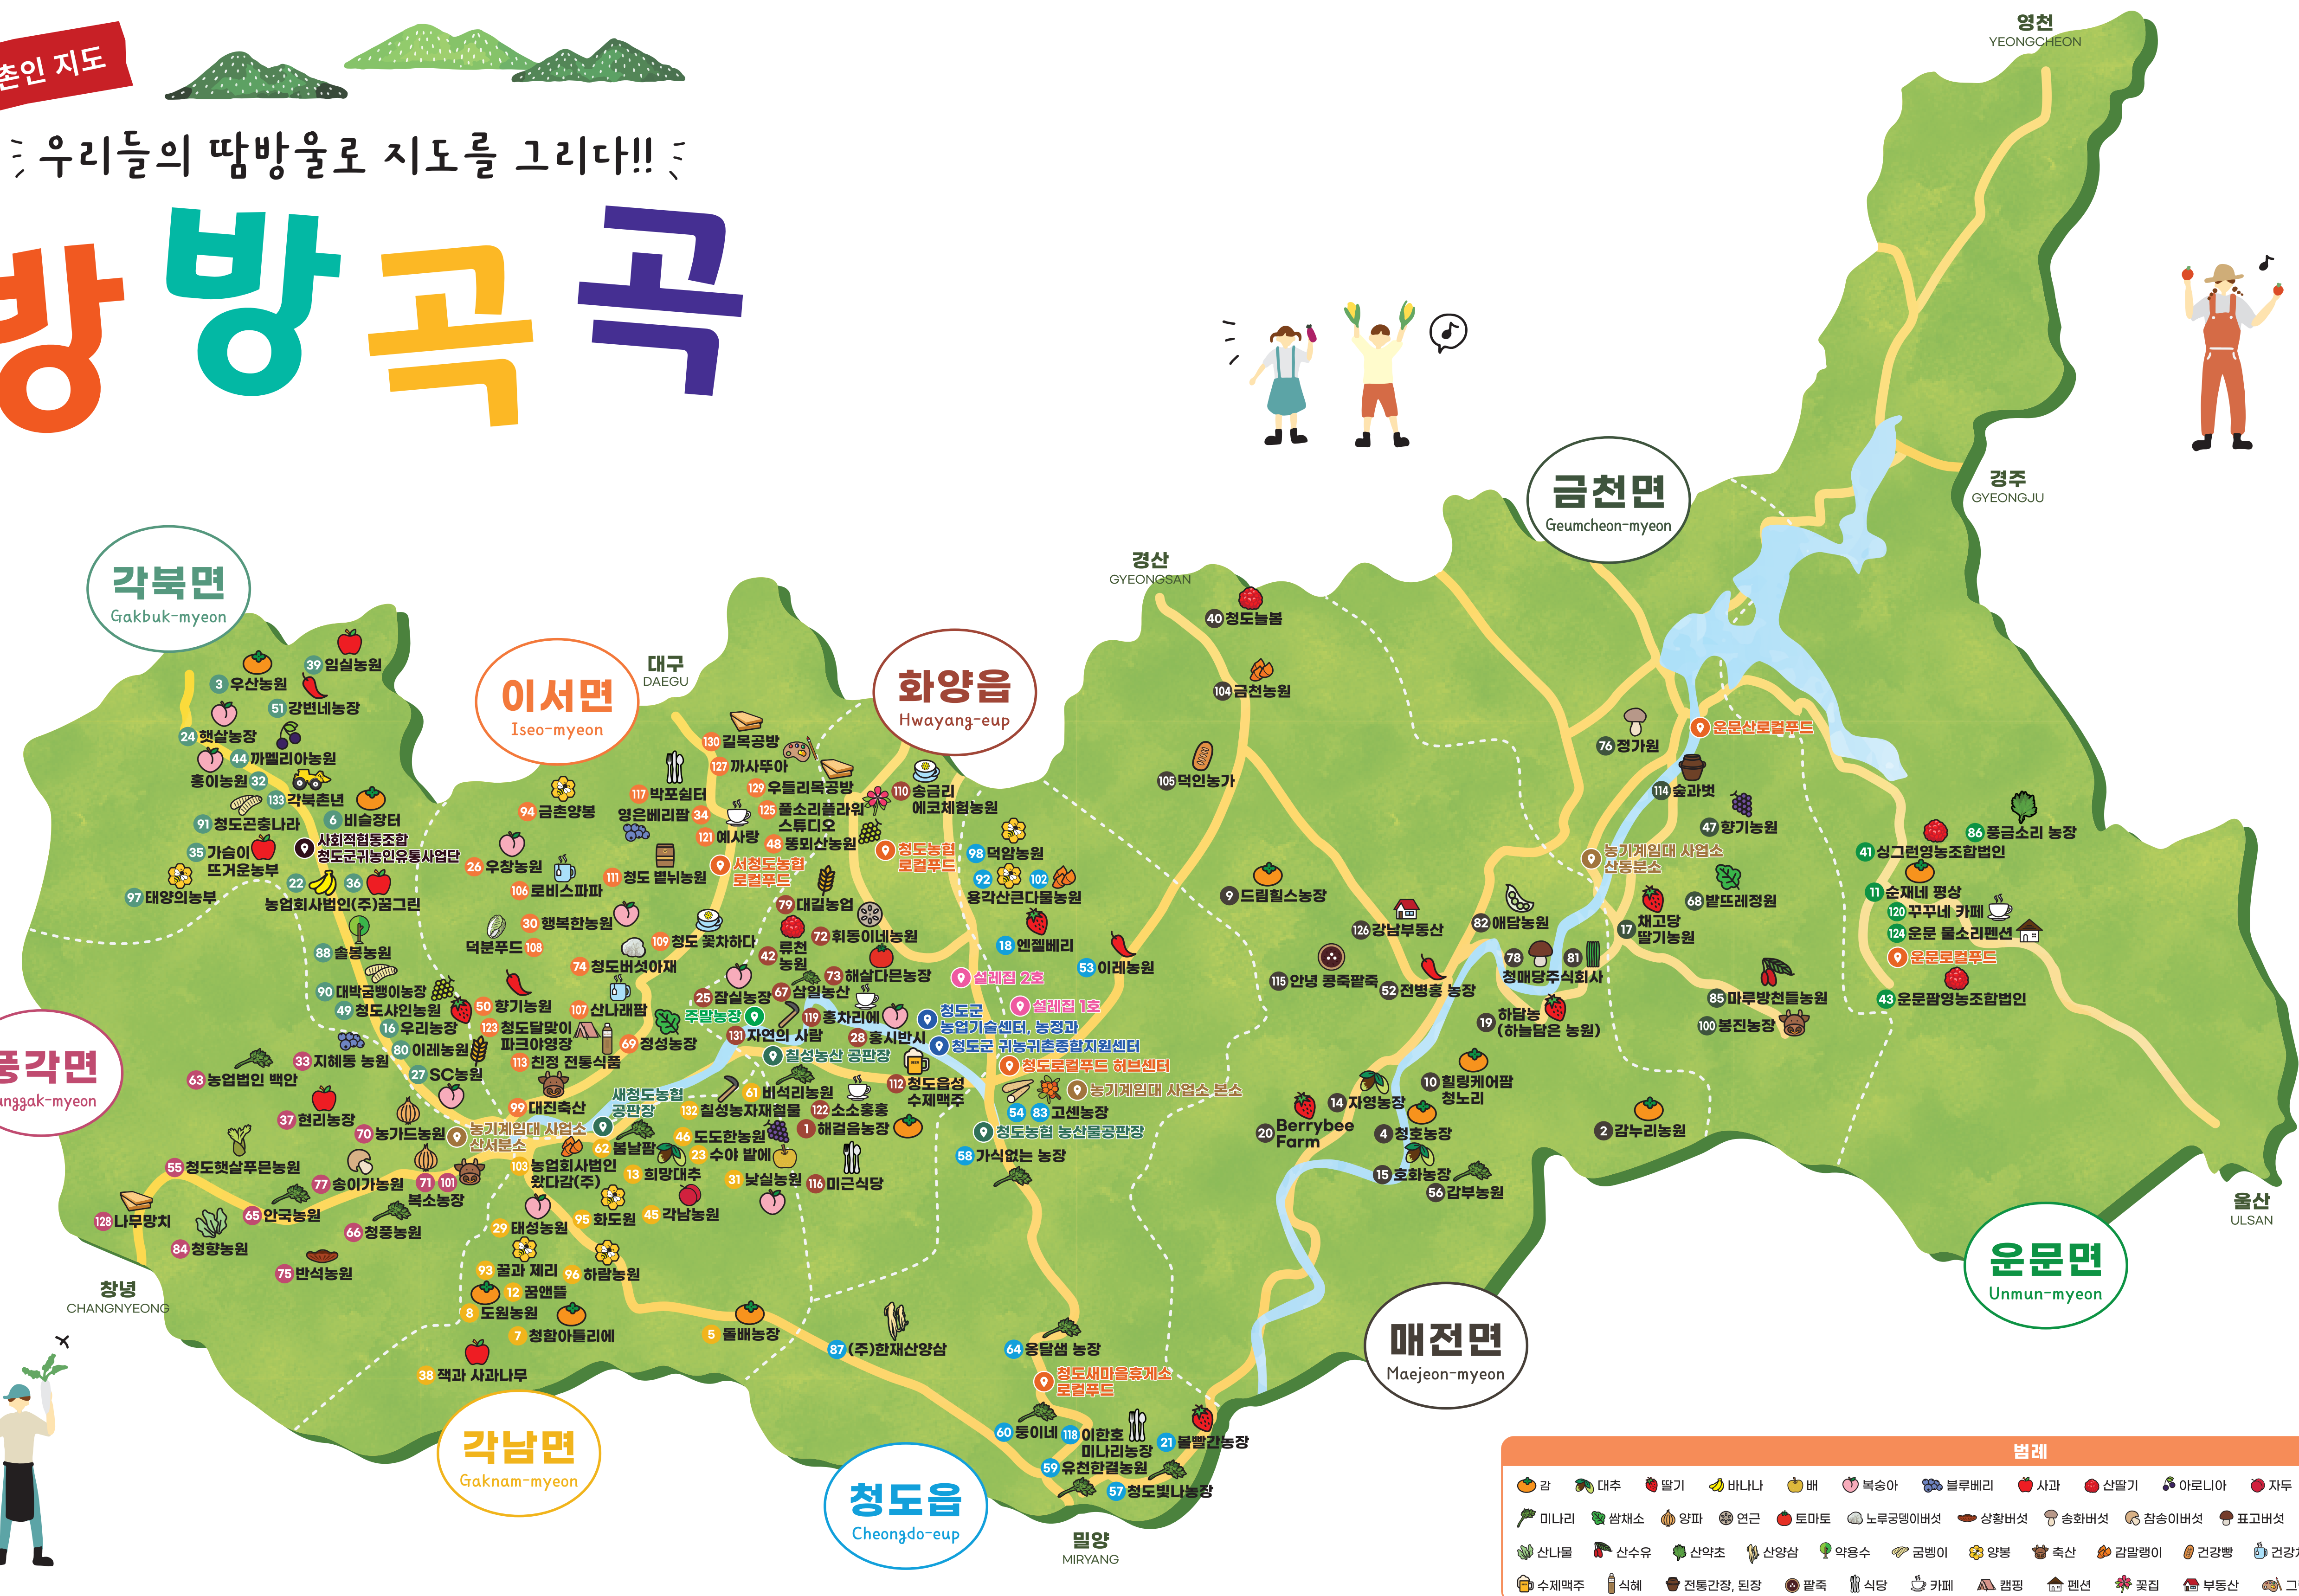 촌인 지도
우리들의 땀방울로 지도를 그리다!!
방방곡곡
영천
YEONGCHEON
경주
GYEONGJU
금천면
Geumcheon-myeon
경산
GYEONGSAN
각북면
Gakbuk-myeon
이서면
Iseo-myeon
대구
DAEGU
화양읍
Hwayang-eup
39 임실농원
3 우산농원
51 강변네농장
24 햇살농장
44 까멜리아농원
홍이농원 32
133 각북촌년
91 청도곤충나라
6 비슬장터
사회적협동조합
청도군귀농인유통사업단
35 가슴이
뜨거운농부
22 36
농업회사법인(주)꿈그린
97 태양의농부
88 솔봉농원
90 대박굼벵이농장
49 청도샤인농원
16 우리농장
80 이레농원
27 SC농원
33 지혜동 농원
63 농업법인 백안
37 현리농장
70 농가드농원
농기계임대 사업소
산서분소
풍각면
unggak-myeon
55 청도햇살푸믄농원
77 송이가농원
71 101
복소농장
128 나무망치
65 안국농원
66 청풍농원
84 청향농원
75 반석농원
창녕
CHANGNYEONG
130 길목공방
127 까사뚜아
117 박포쉼터
129 우들리목공방
94 금촌양봉
영은베리팜 34
125 풀소리플라워
스튜디오
121 예사랑
48 똥뫼산농원
26 우창농원
서청도농협
로컬푸드
111 청도 볕뉘농원
106 로비스파파
30 행복한농원
덕분푸드 108
109 청도 꽃차하다
74 청도버섯아재
50 향기농원
107 산나래팜
123 청도달맞이
파크야영장
69 정성농장
113 친정 전통식품
99 대진축산
110 송금리
에코체험농원
청도농협
로컬푸드
79 대길농업
72 휘동이네농원
42 류천
농원
73 해살다믄농장
25 잠실농장
67 삼일농산
주말농장
119 홍차리에
131 자연의 사람
28 홍시반시
칠성농산 공판장
112 청도읍성
수제맥주
새청도농협
공판장
61 비석리농원
132 칠성농자재철물
122 소소홍홍
46 도도한농원
1 해걸음농장
62 봄날팜
23 수야 밭에
103 농업회사법인
왔다감(주)
13 희망대추
31 낮실농원
116 미근식당
29 태성농원
95 화도원
45 각남농원
93 꿀과 제리
96 하람농원
12 꿈앤뜰
8 도원농원
7 청함아틀리에
5 돌배농장
38 잭과 사과나무
각남면
Gaknam-myeon
98 덕암농원
92 102
용각산큰다물농원
18 엔젤베리
53 이레농원
설레집 2호
설레집 1호
청도군
농업기술센터, 농정과
청도군 귀농귀촌종합지원센터
청도로컬푸드 허브센터
농기계임대 사업소 본소
54 83 고센농장
청도농협 농산물공판장
58 가식없는 농장
87 (주)한재산양삼
64 옹달샘 농장
청도새마을휴게소
로컬푸드
60 둥이네
118 이한호
미나리농장
21 볼빨간농장
59 유천한결농원
57 청도빛나농장
청도읍
Cheongdo-eup
밀양
MIRYANG
40 청도늘봄
104 금천농원
105 덕인농가
76 정가원
운문산로컬푸드
114 숲과벗
47 향기농원
농기계임대 사업소
산동분소
9 드림힐스농장
126 강남부동산
82 애담농원
17 채고당
딸기농원
68 밭뜨레정원
115 안녕 콩죽팥죽
52 전병홍 농장
78 81
청매당주식회사
19 하담농
(하늘담은 농원)
85 마루방천들농원
100 봉진농장
10 힐링케어팜
청노리
14 자영농장
20 Berrybee
Farm
4 청호농장
2 감누리농원
15 호화농장
56 갑부농원
매전면
Maejeon-myeon
86 풍금소리 농장
41 싱그런영농조합법인
11 순재네 평상
120 꾸꾸네 카페
124 운문 물소리펜션
운문로컬푸드
43 운문팜영농조합법인
운문면
Unmun-myeon
울산
ULSAN
범례
감 대추 딸기 바나나 배 복숭아 블루베리 사과 산딸기 아로니아 자두
미나리 쌈채소 양파 연근 토마토 노루궁뎅이버섯 상황버섯 송화버섯 참송이버섯 표고버섯
산나물 산수유 산약초 산양삼 약용수 굼벵이 양봉 축산 감말랭이 건강빵 건강차
수제맥주 식혜 전통간장, 된장 팥죽 식당 카페 캠핑 펜션 꽃집 부동산 그